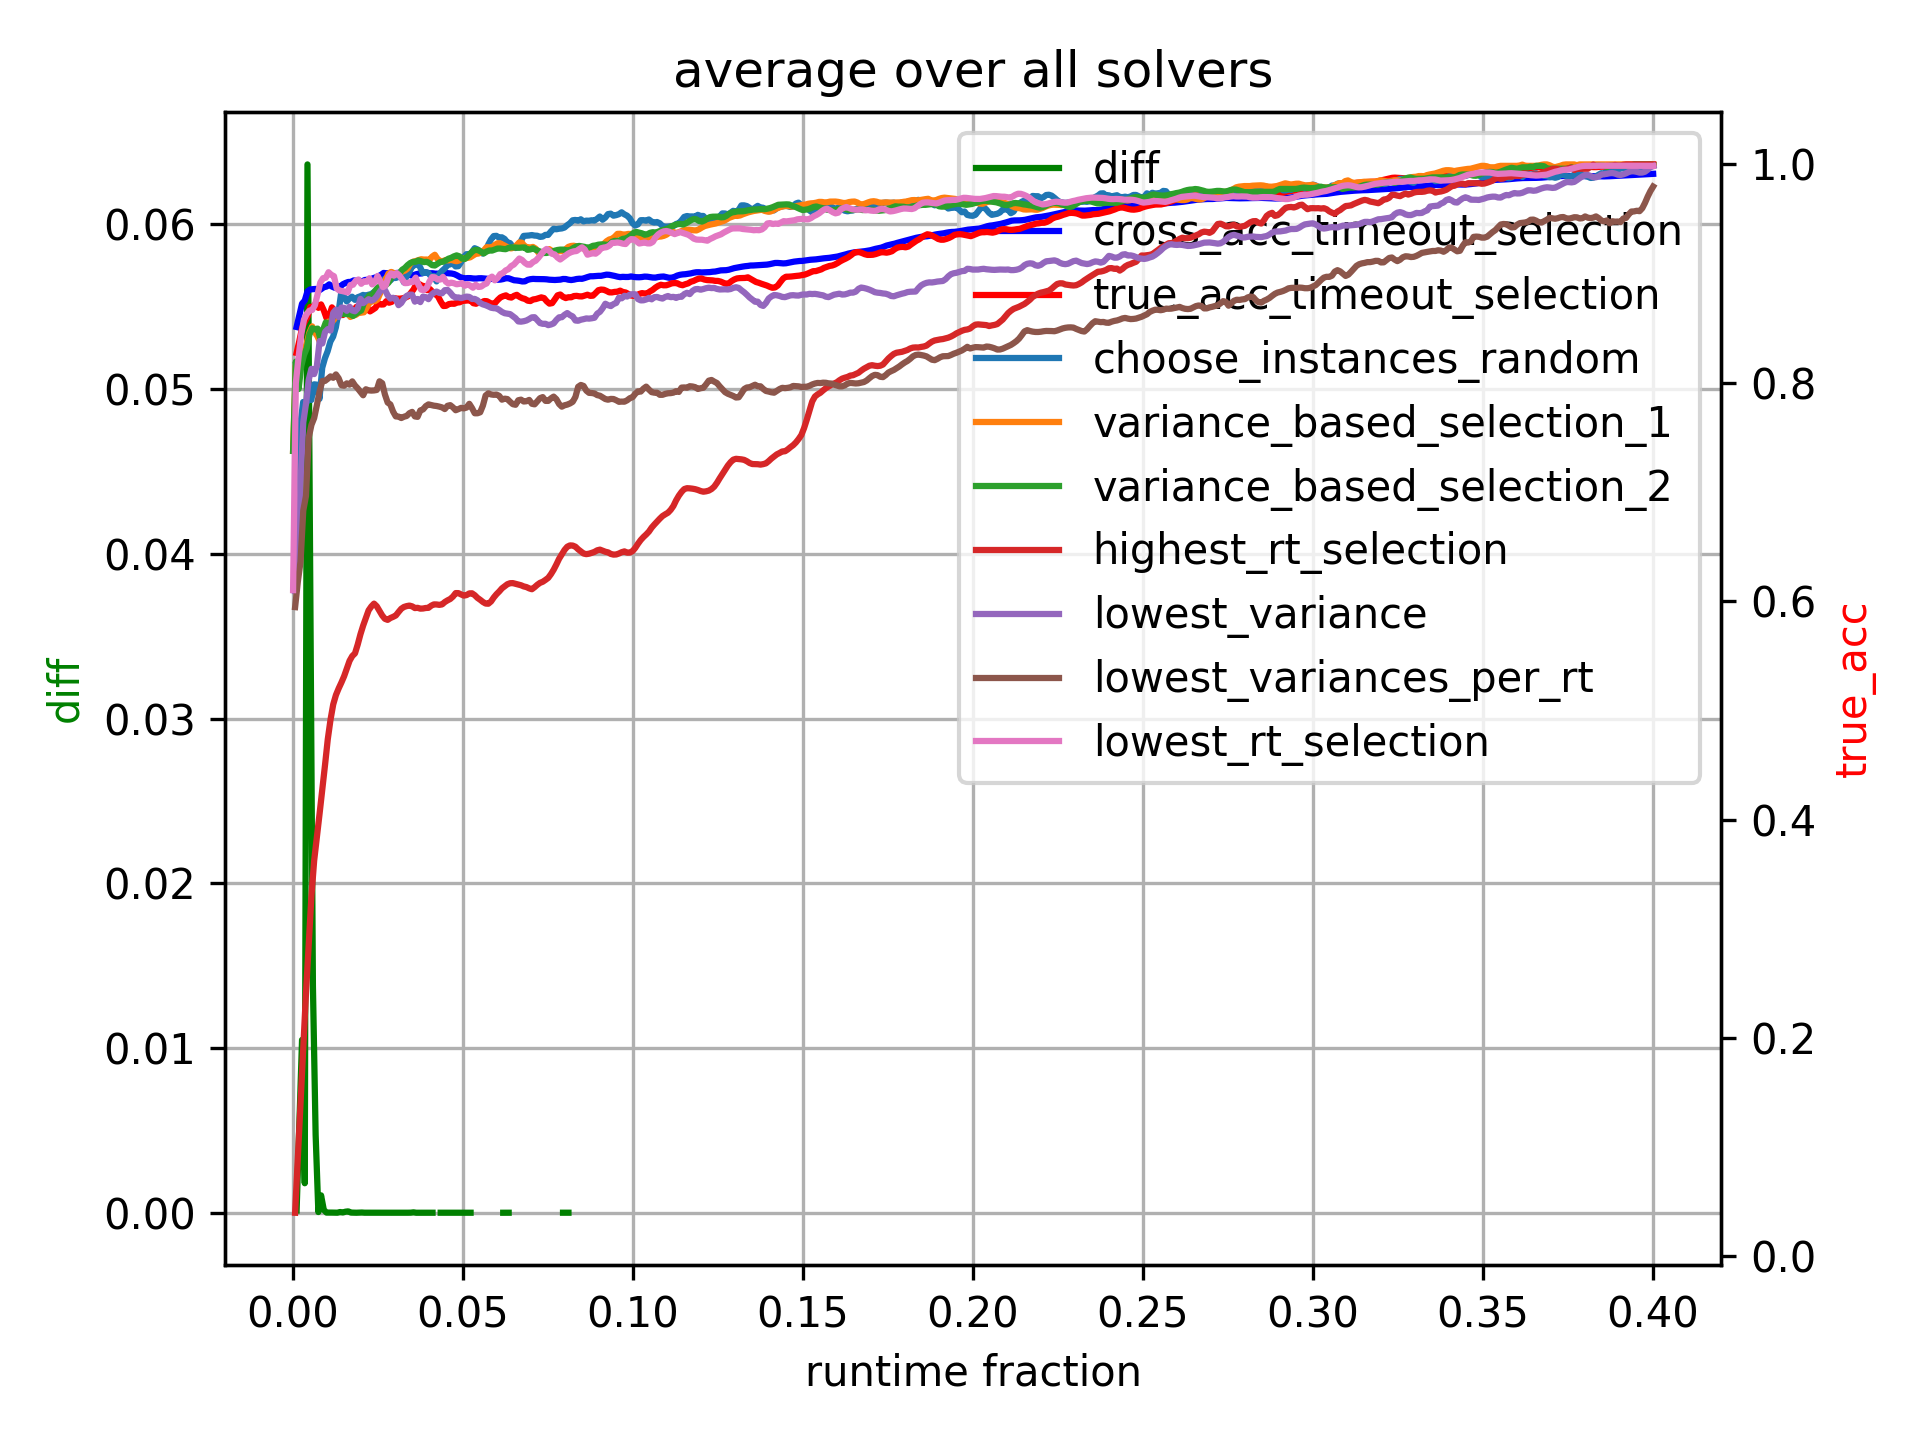 average over all solvers
diff
cross_acc_timeout_selection
true_acc_timeout_selection
choose_instances_random
variance_based_selection_1
variance_based_selection_2
highest_rt_selection
lowest_variance
lowest_variances_per_rt
lowest_rt_selection
0.06
0.05
0.04
0.03
0.02
0.01
0.00
diff
1.0
0.8
0.6
0.4
0.2
0.0
true_acc
0.00 0.05 0.10 0.15 0.20 0.25 0.30 0.35 0.40
runtime fraction